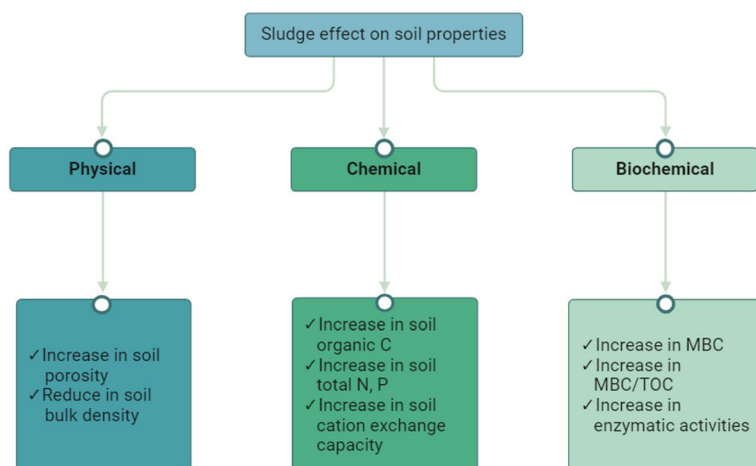 Sludge effect on soil properties
Physical
Chemical
Biochemical
✓Increase in soil
porosity
✓Reduce in soil
bulk density
✓Increase in soil
organic C
✓Increase in soil
total N, P
✓Increase in soil
cation exchange
capacity
✓Increase in MBC
✓Increase in
MBC/TOC
✓Increase in
enzymatic activities